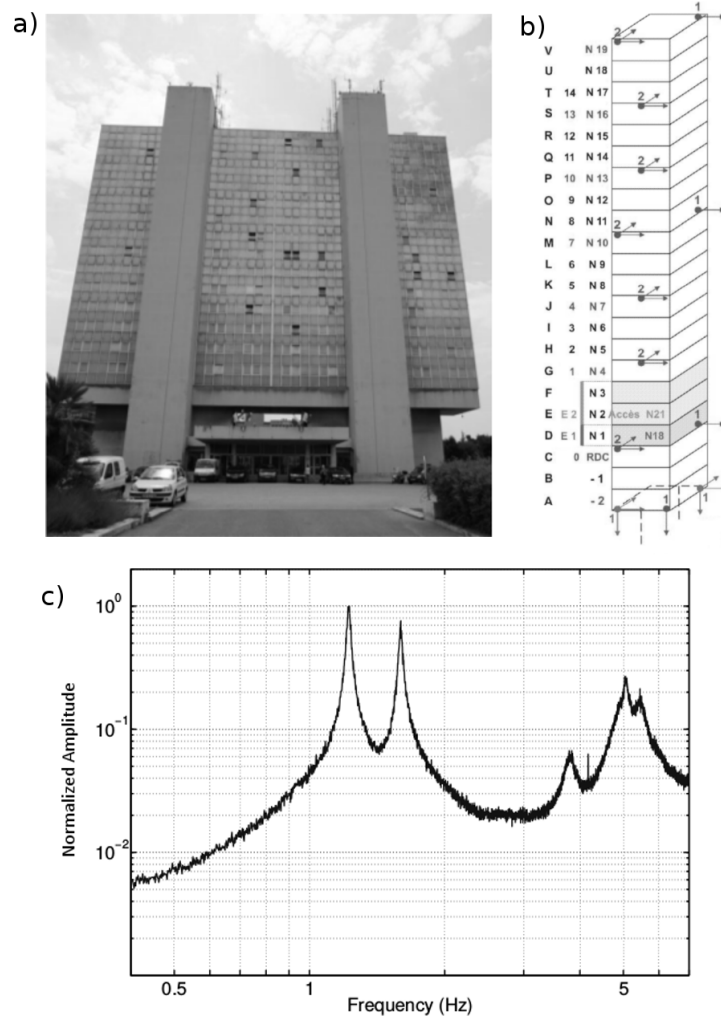 a)
b)
1
2
V N 19
U N 18
T 14 N 17
2
S 13 N 16
R 12 N 15
Q 11 N 14
2
P 10 N 13
O 9 N 12
1
N 8 N 11
2
M 7 N 10
L 6 N 9
K 5 N 8
2
J 4 N 7
I 3 N 6
H 2 N 5
2
G 1 N 4
F N 3
E E 2 N 2 Accès N21
1
D E 1 N 1 N18
2
C 0 RDC
B - 1
A - 2
1 1 1
1
c)
Normalized Amplitude
10⁰
10⁻¹
10⁻²
0.5 1 5
Frequency (Hz)